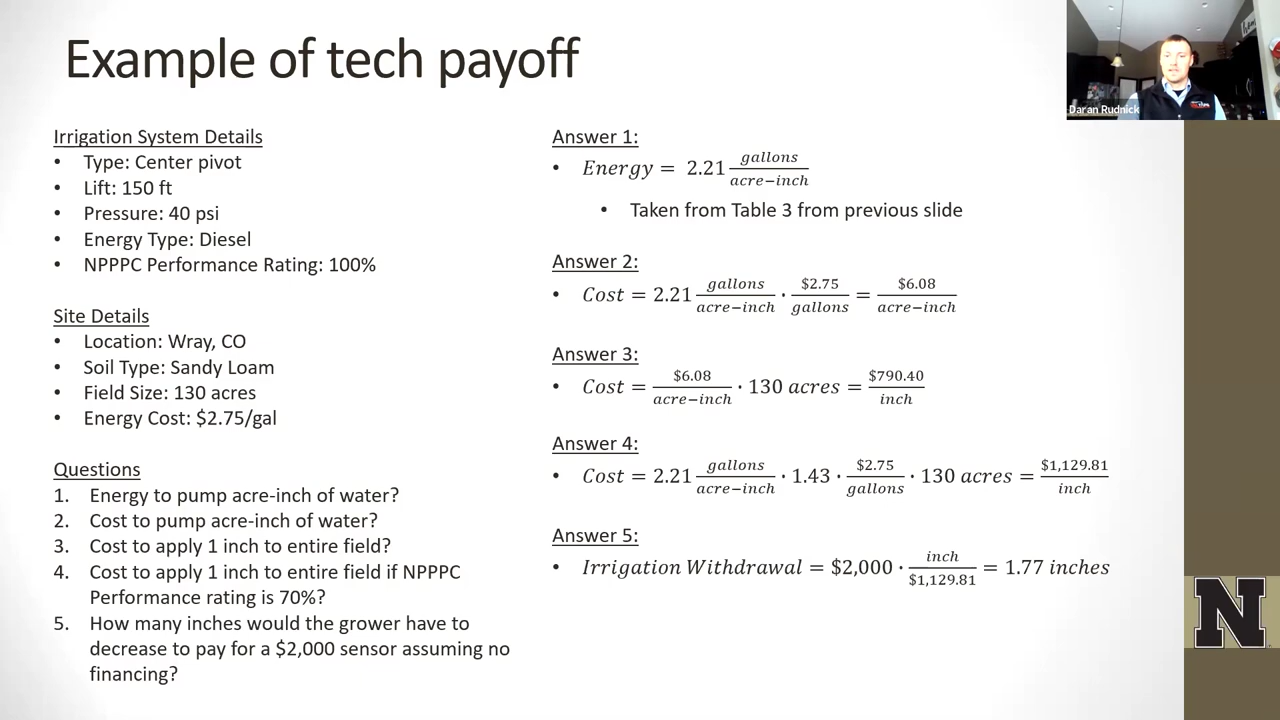 Example of tech payoff
Daran Rudnick
Irrigation System Details
• Type: Center pivot
• Lift: 150 ft
• Pressure: 40 psi
• Energy Type: Diesel
• NPPPC Performance Rating: 100%
Site Details
• Location: Wray, CO
• Soil Type: Sandy Loam
• Field Size: 130 acres
• Energy Cost: $2.75/gal
Questions
1. Energy to pump acre-inch of water?
2. Cost to pump acre-inch of water?
3. Cost to apply 1 inch to entire field?
4. Cost to apply 1 inch to entire field if NPPPC
Performance rating is 70%?
5. How many inches would the grower have to
decrease to pay for a $2,000 sensor assuming no
financing?
Answer 1:
• Energy = 2.21 gallons/acre−inch
• Taken from Table 3 from previous slide
Answer 2:
• Cost = 2.21 gallons/acre−inch · $2.75/gallons = $6.08/acre−inch
Answer 3:
• Cost = $6.08/acre−inch · 130 acres = $790.40/inch
Answer 4:
• Cost = 2.21 gallons/acre−inch · 1.43 · $2.75/gallons · 130 acres = $1,129.81/inch
Answer 5:
• Irrigation Withdrawal = $2,000 · inch/$1,129.81 = 1.77 inches
N